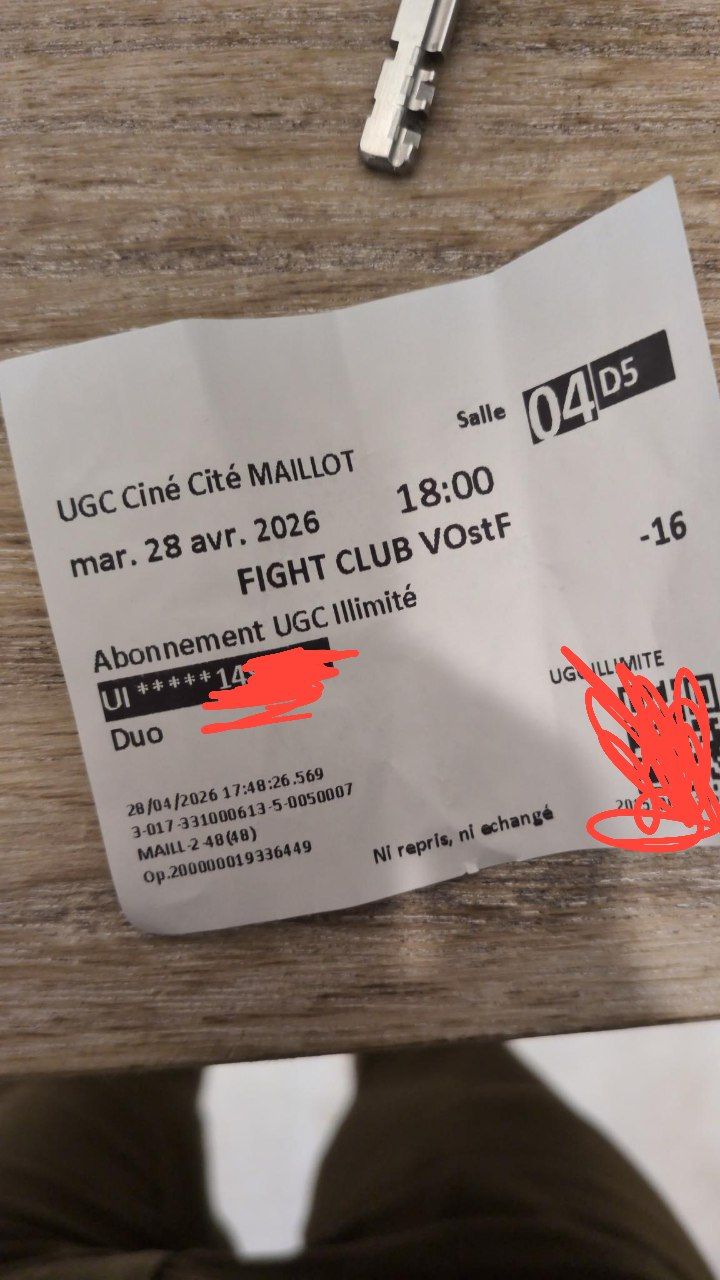 Salle 04 D5
UGC Ciné Cité MAILLOT
mar. 28 avr. 2026 18:00
FIGHT CLUB VOstF -16
Abonnement UGC Illimité
UI *****14
UGC ILLIMITE
Duo
28/04/2026 17:48:26.569
3-017-331000613-5-0050007
MAILL-2-48(48)
Op.200000019336449
Ni repris, ni echangé